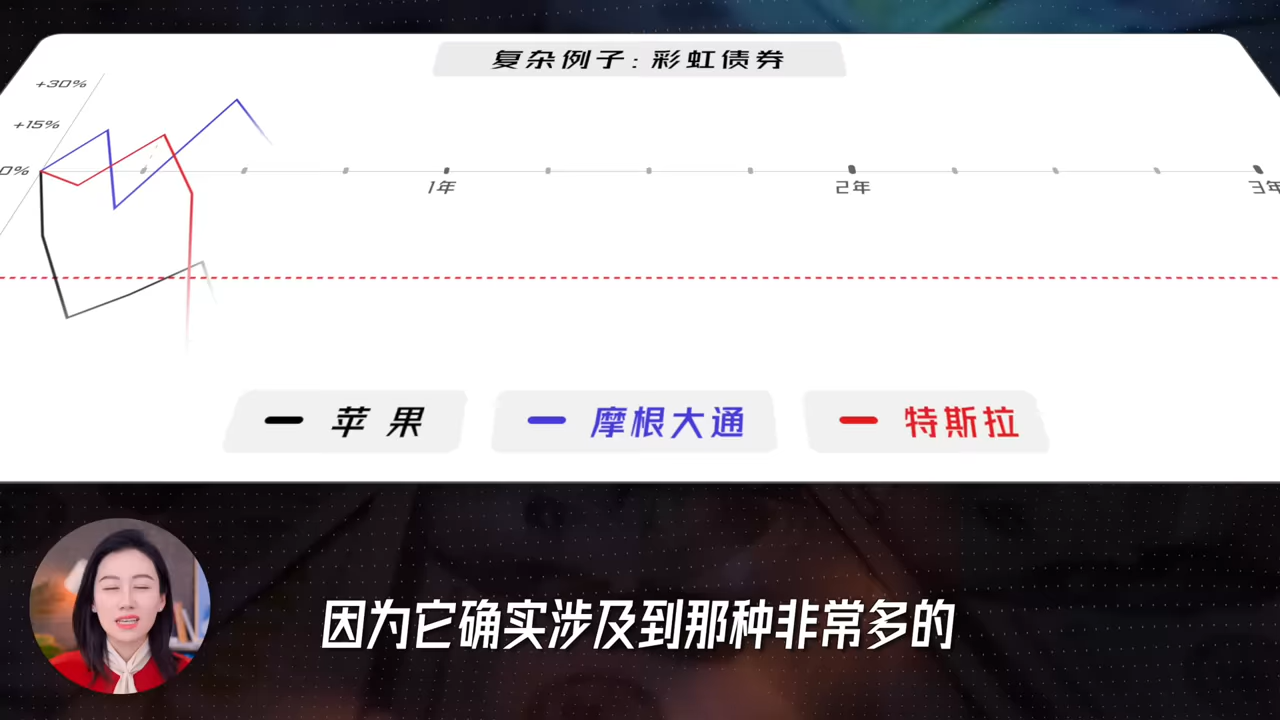 复杂例子：彩虹债券
+30%
+15%
0%
1年
2年
3年
苹果
摩根大通
特斯拉
因为它确实涉及到那种非常多的